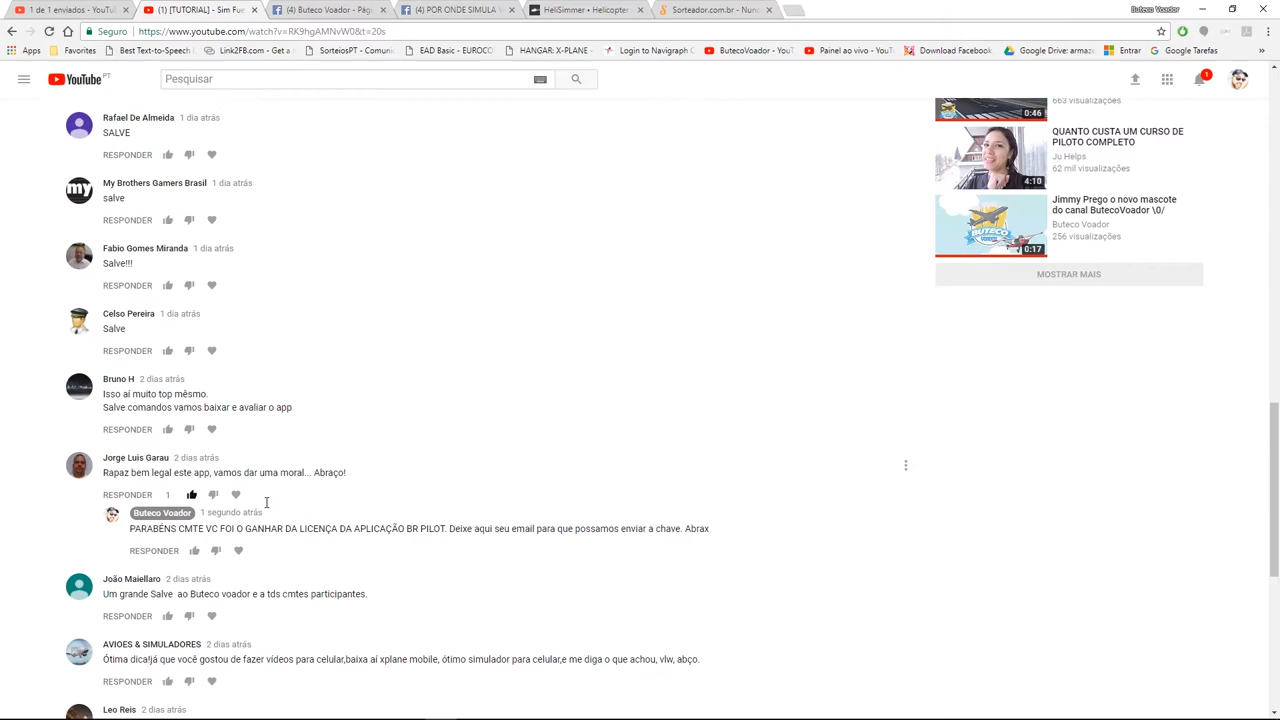 1 de 1 enviados - YouTu
(1) [TUTORIAL] - Sim Fue
(4) Buteco Voador - Pág
(4) POR ONDE SIMULA M
HeliSimmer • Helicopter
Sorteador.com.br - Nún
Buteco Voador
Seguro
https://www.youtube.com/watch?v=RK9hgAMNvW0&t=20s
Apps
Favorites
Best Text-to-Speech
Link2FB.com - Get a
SorteiosPT - Comun
EAD Basic - EUROCO
HANGAR: X-PLANE
Login to Navigraph
ButecoVoador - YouT
Painel ao vivo - YouT
Download Facebook
Google Drive: armaz
Entrar
Google Tarefas
YouTube PT
Pesquisar
1
Rafael De Almeida 1 dia atrás
SALVE
RESPONDER
My Brothers Gamers Brasil 1 dia atrás
my
salve
RESPONDER
Fabio Gomes Miranda 1 dia atrás
Salve!!!
RESPONDER
Celso Pereira 1 dia atrás
Salve
RESPONDER
Bruno H 2 dias atrás
Isso aí muito top mêsmo.
Salve comandos vamos baixar e avaliar o app
RESPONDER
Jorge Luis Garau 2 dias atrás
Rapaz bem legal este app, vamos dar uma moral... Abraço!
RESPONDER 1
Buteco Voador 1 segundo atrás
PARABÉNS CMTE VC FOI O GANHAR DA LICENÇA DA APLICAÇÃO BR PILOT. Deixe aqui seu email para que possamos enviar a chave. Abrax
RESPONDER
João Maiellaro 2 dias atrás
Um grande Salve ao Buteco voador e a tds cmtes participantes.
RESPONDER
AVIOES & SIMULADORES 2 dias atrás
Ótima dica!já que você gostou de fazer vídeos para celular,baixa aí xplane mobile, ótimo simulador para celular,e me diga o que achou, vlw, abço.
RESPONDER
Leo Reis 2 dias atrás
663 visualizações
0:46
QUANTO CUSTA UM CURSO DE
PILOTO COMPLETO
Ju Helps
62 mil visualizações
4:10
Jimmy Prego o novo mascote
do canal ButecoVoador \0/
Buteco Voador
256 visualizações
BUTECO
0:17
MOSTRAR MAIS